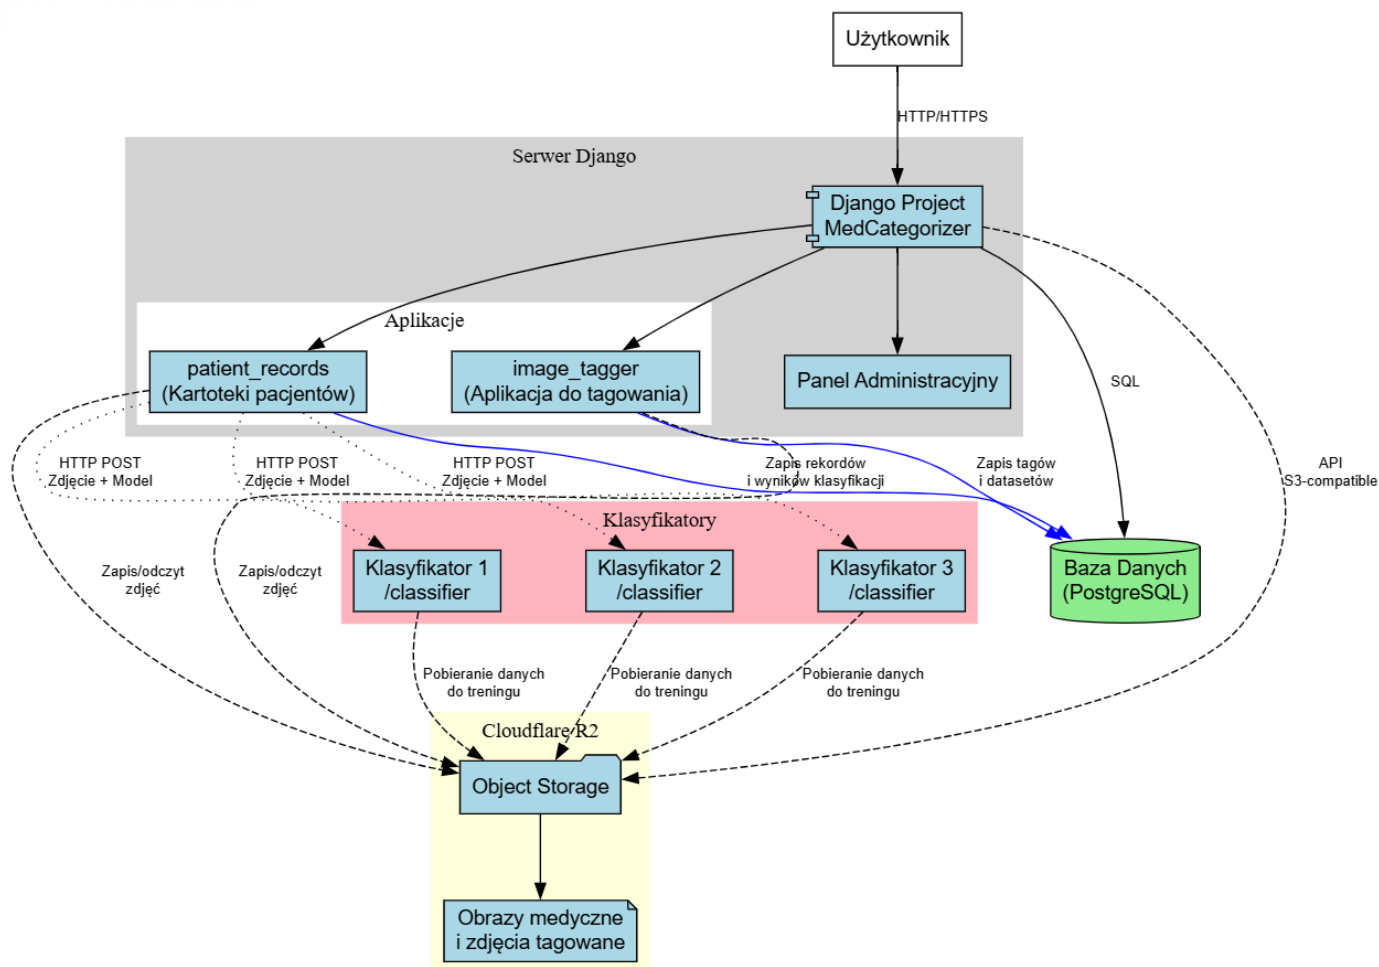 Użytkownik
HTTP/HTTPS
Serwer Django
Django Project
MedCategorizer
Aplikacje
patient_records
(Kartoteki pacjentów)
image_tagger
(Aplikacja do tagowania)
Panel Administracyjny
SQL
HTTP POST
Zdjęcie + Model
HTTP POST
Zdjęcie + Model
HTTP POST
Zdjęcie + Model
Zapis rekordów
i wyników klasyfikacji
Zapis tagów
i datasetów
API
S3-compatible
Klasyfikatory
Klasyfikator 1
/classifier
Klasyfikator 2
/classifier
Klasyfikator 3
/classifier
Baza Danych
(PostgreSQL)
Zapis/odczyt
zdjęć
Zapis/odczyt
zdjęć
Pobieranie danych
do treningu
Pobieranie danych
do treningu
Pobieranie danych
do treningu
Cloudflare R2
Object Storage
Obrazy medyczne
i zdjęcia tagowane